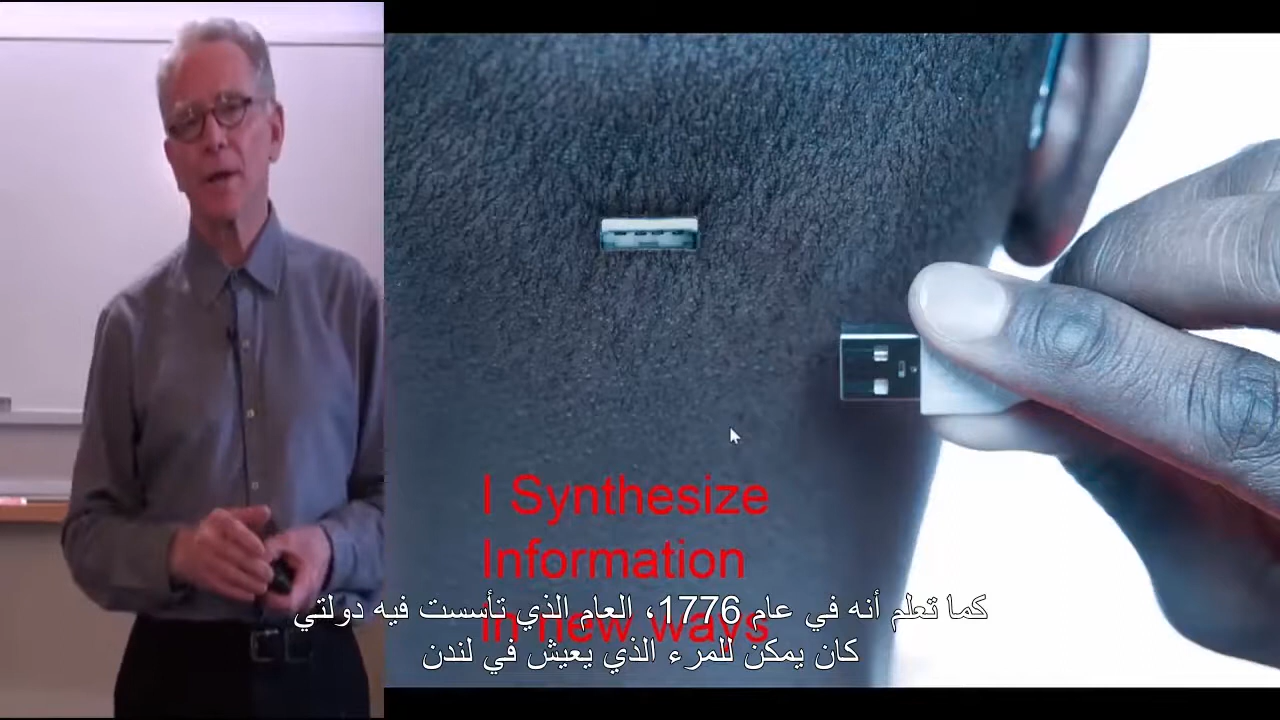 I Synthesize
Information
in new ways
كما تعلم أنه في عام 1776، العام الذي تأسست فيه دولتي
كان يمكن للمرء الذي يعيش في لندن